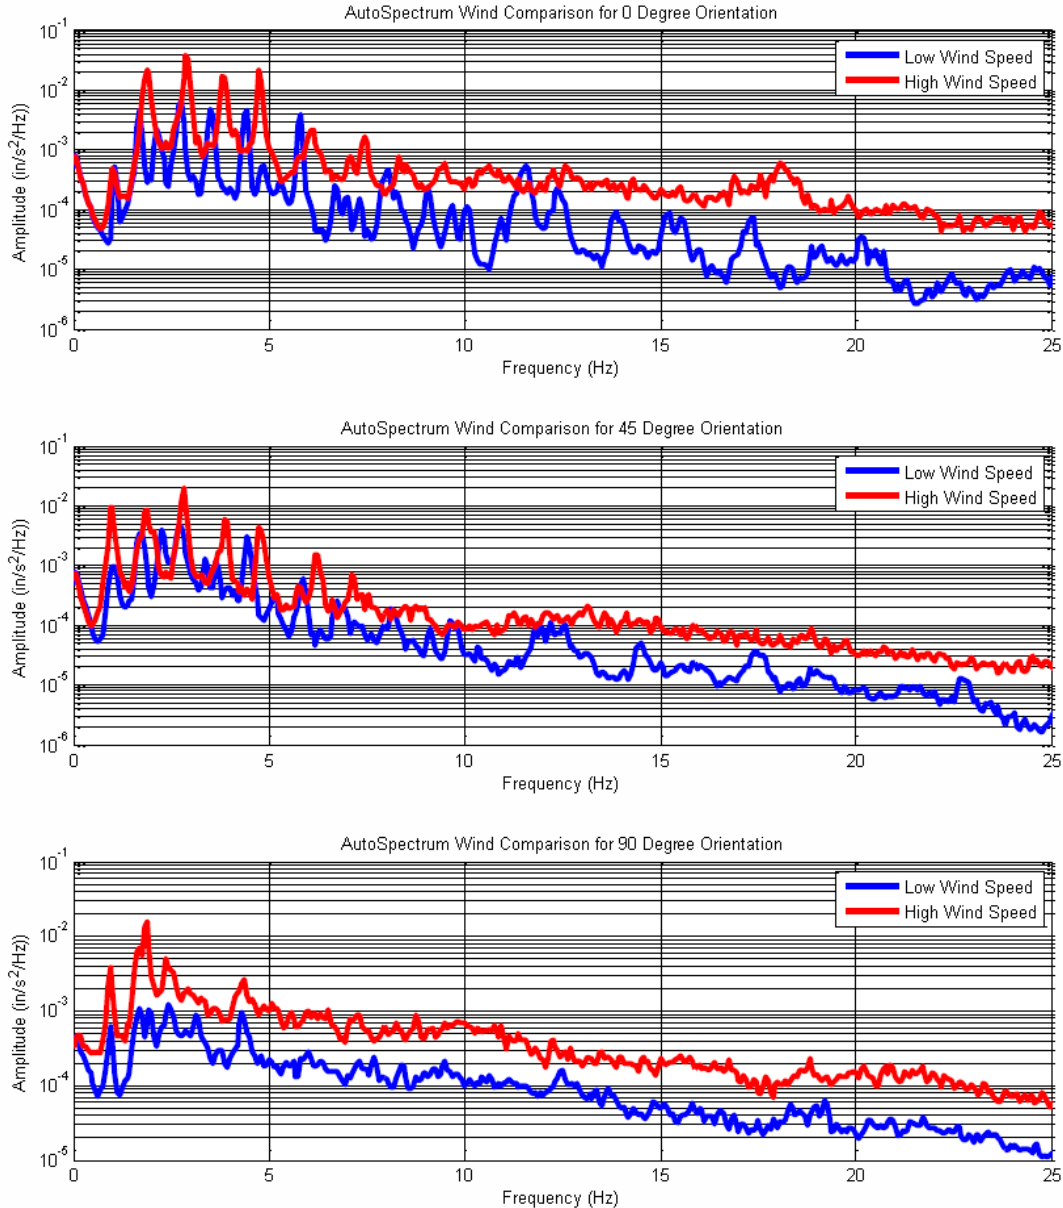 AutoSpectrum Wind Comparison for 0 Degree Orientation
10^-1
10^-2
10^-3
10^-4
10^-5
10^-6
Amplitude (in/s^2/Hz))
Low Wind Speed
High Wind Speed
0 5 10 15 20 25
Frequency (Hz)
AutoSpectrum Wind Comparison for 45 Degree Orientation
10^-1
10^-2
10^-3
10^-4
10^-5
10^-6
Amplitude (in/s^2/Hz))
Low Wind Speed
High Wind Speed
0 5 10 15 20 25
Frequency (Hz)
AutoSpectrum Wind Comparison for 90 Degree Orientation
10^-1
10^-2
10^-3
10^-4
10^-5
Amplitude (in/s^2/Hz))
Low Wind Speed
High Wind Speed
0 5 10 15 20 25
Frequency (Hz)